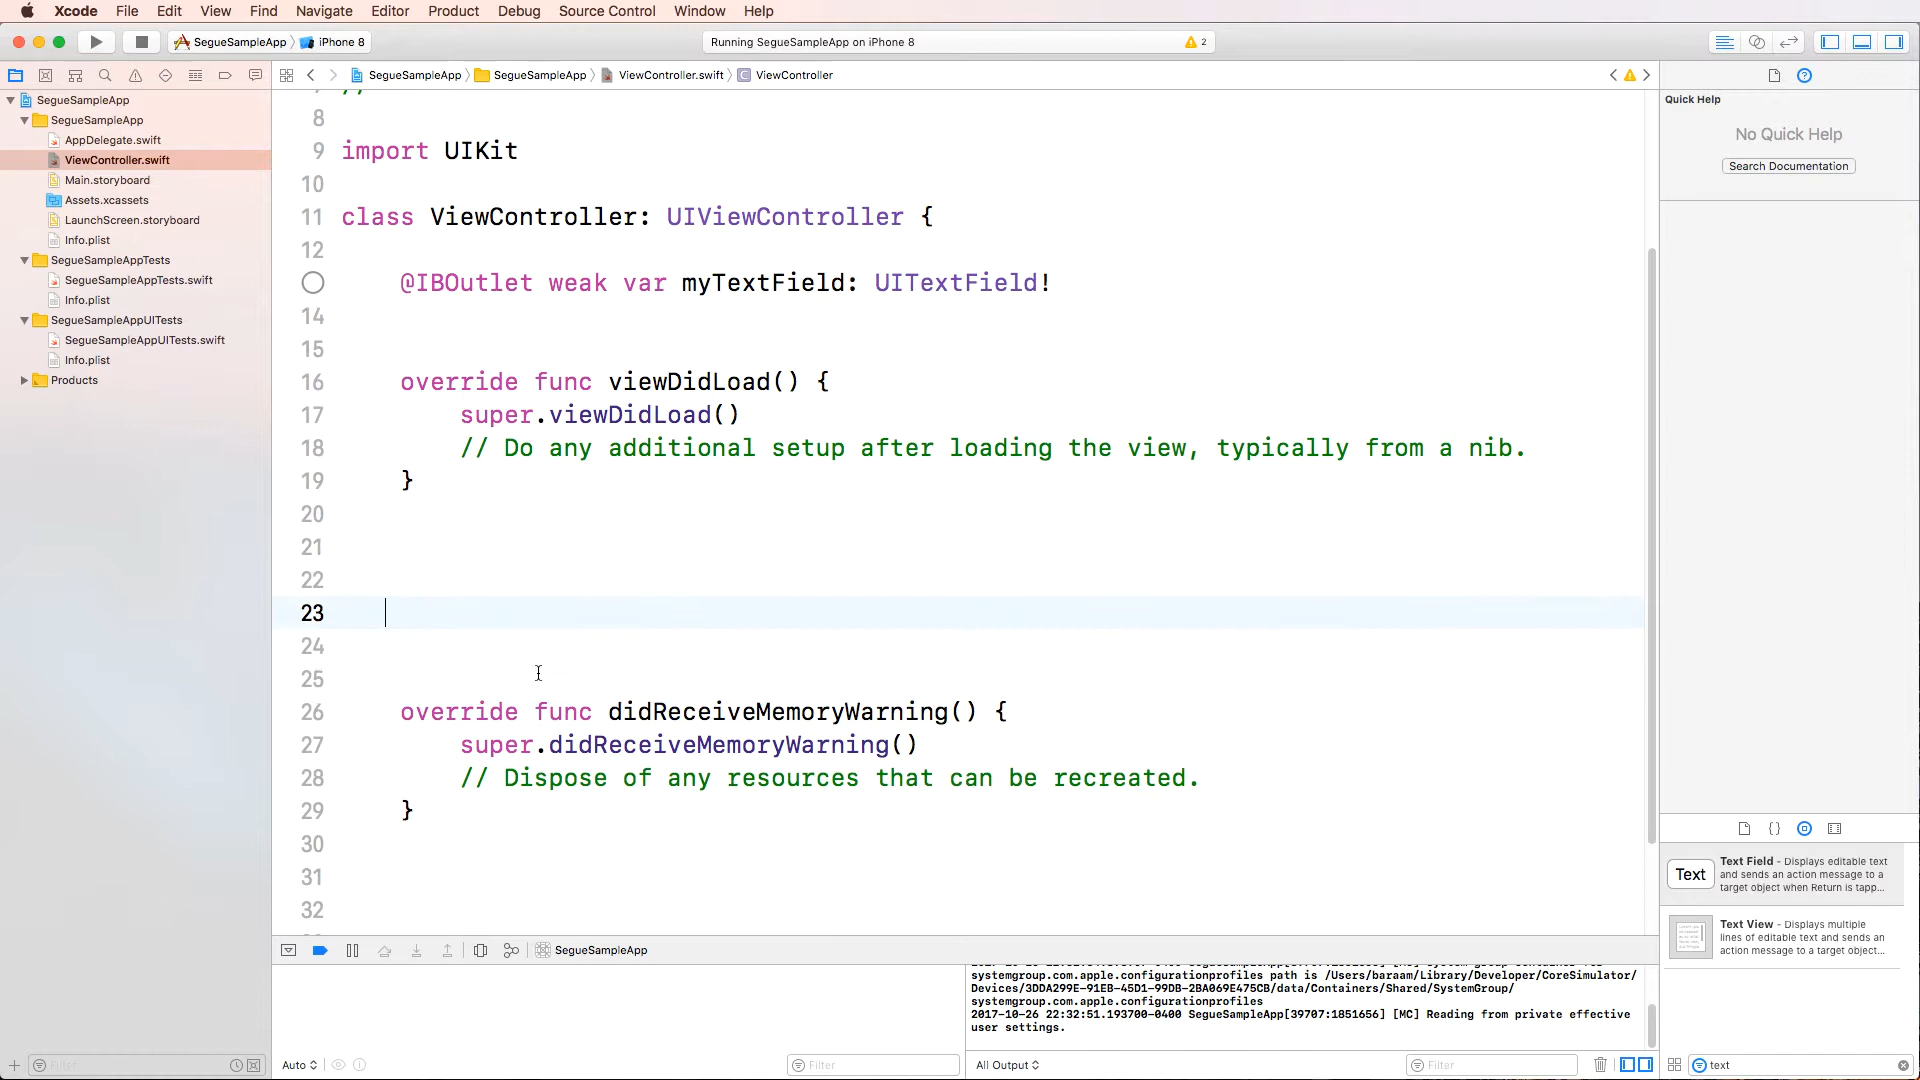 Xcode File Edit View Find Navigate Editor Product Debug Source Control Window Help
SegueSampleApp iPhone 8
Running SegueSampleApp on iPhone 8
2
SegueSampleApp SegueSampleApp ViewController.swift ViewController
SegueSampleApp
SegueSampleApp
AppDelegate.swift
ViewController.swift
Main.storyboard
Assets.xcassets
LaunchScreen.storyboard
Info.plist
SegueSampleAppTests
SegueSampleAppTests.swift
Info.plist
SegueSampleAppUITests
SegueSampleAppUITests.swift
Info.plist
Products
Filter
8
9 import UIKit
10
11 class ViewController: UIViewController {
12
@IBOutlet weak var myTextField: UITextField!
14
15
16 override func viewDidLoad() {
17 super.viewDidLoad()
18 // Do any additional setup after loading the view, typically from a nib.
19 }
20
21
22
23
24
25
26 override func didReceiveMemoryWarning() {
27 super.didReceiveMemoryWarning()
28 // Dispose of any resources that can be recreated.
29 }
30
31
32
SegueSampleApp
systemgroup.com.apple.configurationprofiles path is /Users/baraam/Library/Developer/CoreSimulator/
Devices/3DDA299E-91EB-45D1-99DB-2BA069E475CB/data/Containers/Shared/SystemGroup/
systemgroup.com.apple.configurationprofiles
2017-10-26 22:32:51.193700-0400 SegueSampleApp[39707:1851656] [MC] Reading from private effective
user settings.
Auto
Filter
All Output
Filter
Quick Help
No Quick Help
Search Documentation
Text
Text Field - Displays editable text
and sends an action message to a
target object when Return is tapp...
Text View - Displays multiple
lines of editable text and sends an
action message to a target object...
text